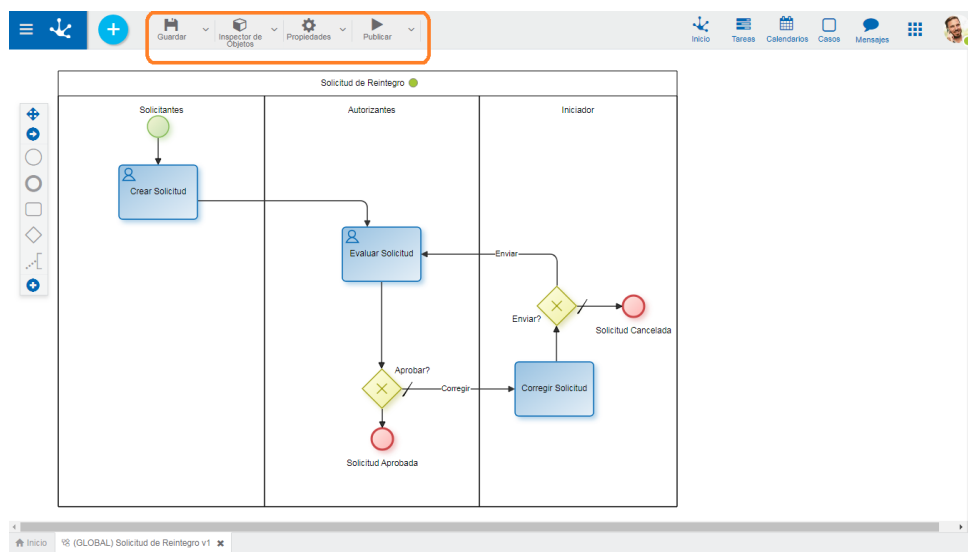 Guardar
Inspector de
Objetos
Propiedades
Publicar
Inicio
Tareas
Calendarios
Casos
Mensajes
Solicitud de Reintegro
Solicitantes
Autorizantes
Iniciador
Crear Solicitud
Evaluar Solicitud
Enviar
Enviar?
Solicitud Cancelada
Aprobar?
Corregir
Corregir Solicitud
Solicitud Aprobada
Inicio
(GLOBAL) Solicitud de Reintegro v1